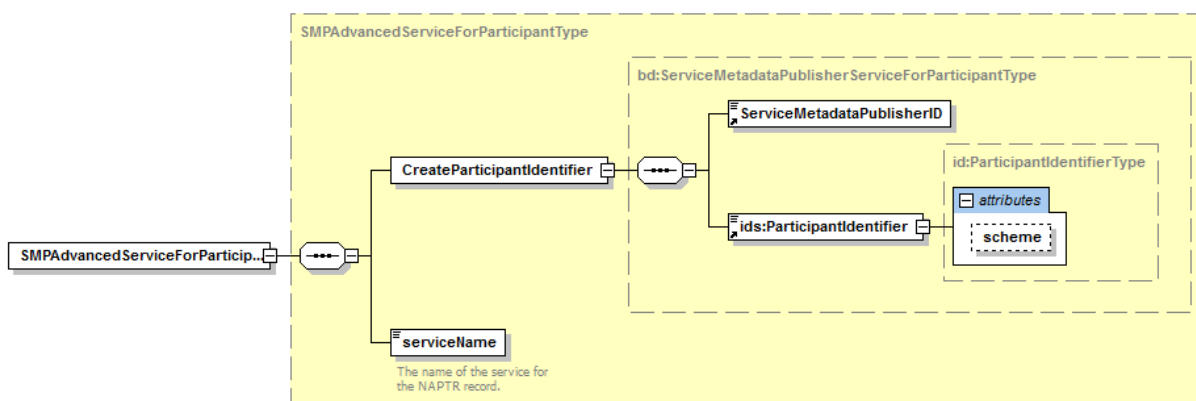 SMPAdvancedServiceForParticipantType
bd:ServiceMetadataPublisherServiceForParticipantType
ServiceMetadataPublisherID
CreateParticipantIdentifier
id:ParticipantIdentifierType
attributes
ids:ParticipantIdentifier
scheme
SMPAdvancedServiceForParticip...
serviceName
The name of the service for
the NAPTR record.